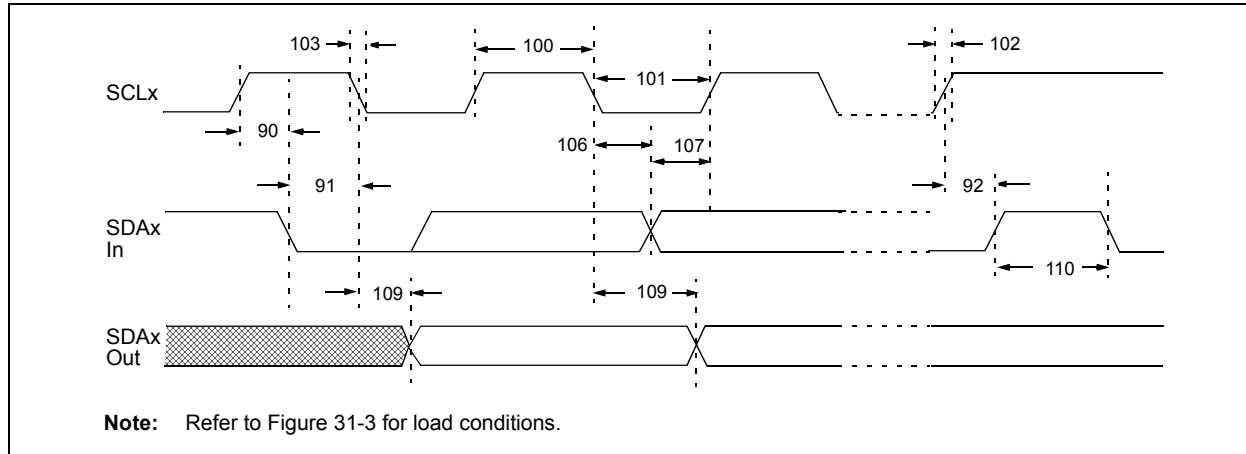 103
100
102
101
SCLx
90
106
107
91
92
SDAx
In
110
109
109
SDAx
Out
Note: Refer to Figure 31-3 for load conditions.